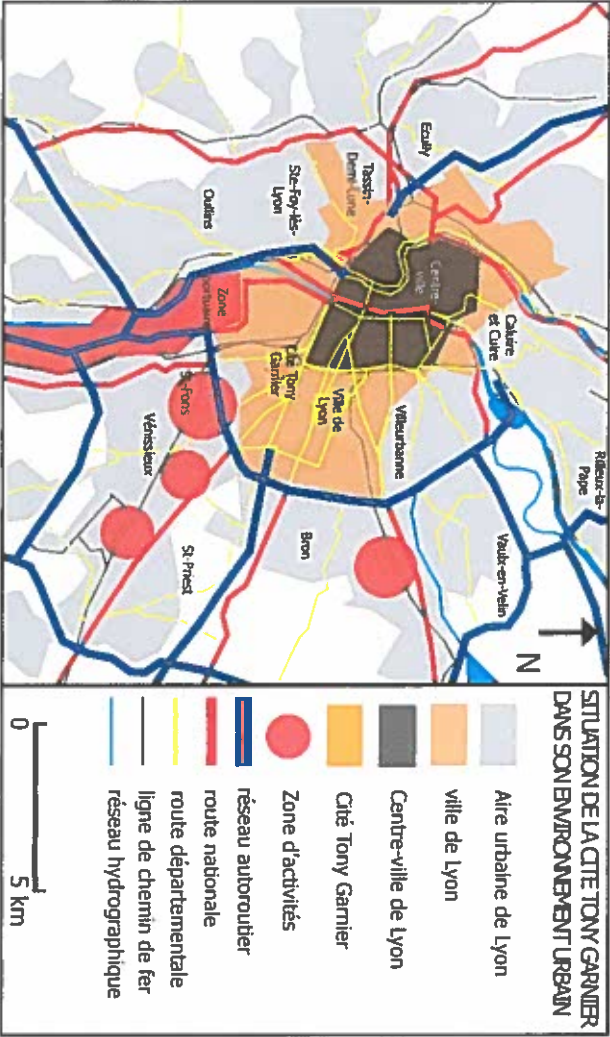 SITUATION DE LA CITE TONY GARNIER
DANS SON ENVIRONNEMENT URBAIN
Aire urbaine de Lyon
ville de Lyon
Centre-ville de Lyon
Cité Tony Garnier
Zone d'activités
réseau autoroutier
route nationale
route départementale
ligne de chemin de fer
réseau hydrographique
0
5 km
N
Rillieux-la-
Pape
Caluire
et Cuire
Vaulx-en-Velin
Ecully
Centre-
ville
Villeurbanne
Tassin-
Demi-Lune
Ville de
Lyon
Ste-Foy-lès-
Lyon
Cité Tony
Garnier
Bron
Oullins
Zone
portuaire
St-Fons
Vénissieux
St-Priest